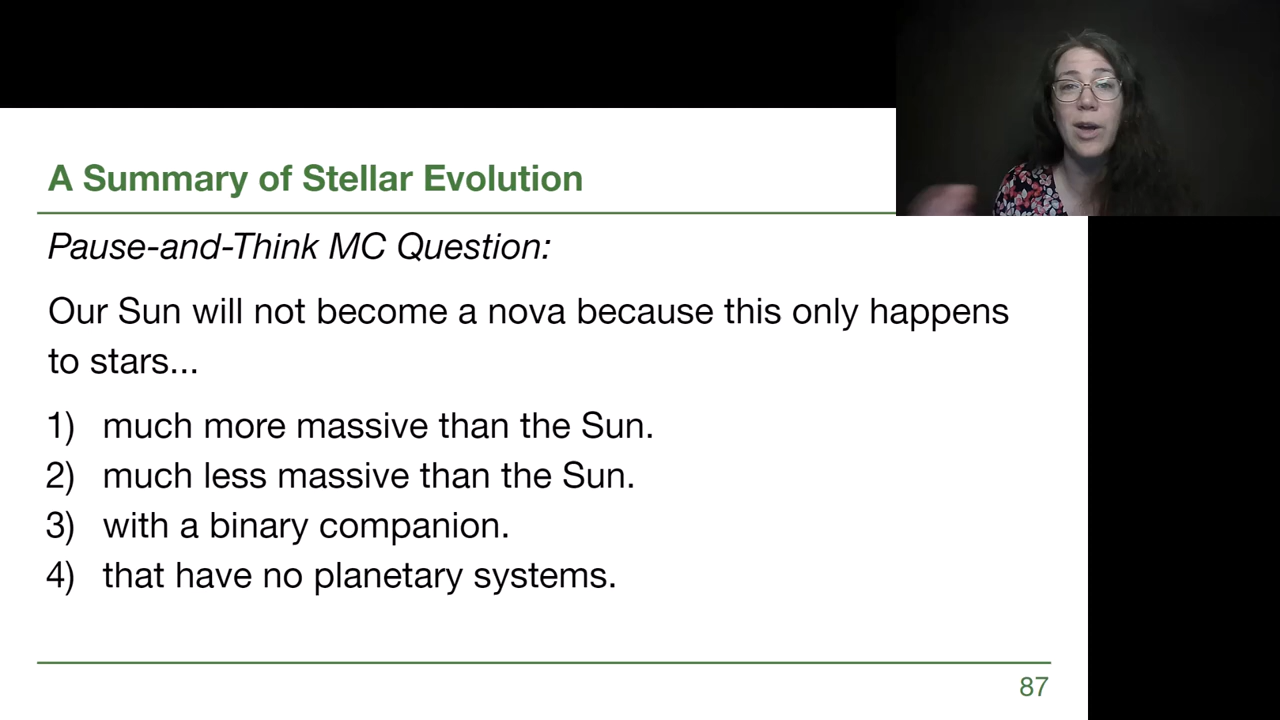 A Summary of Stellar Evolution
Pause-and-Think MC Question:
Our Sun will not become a nova because this only happens
to stars...
1) much more massive than the Sun.
2) much less massive than the Sun.
3) with a binary companion.
4) that have no planetary systems.
87